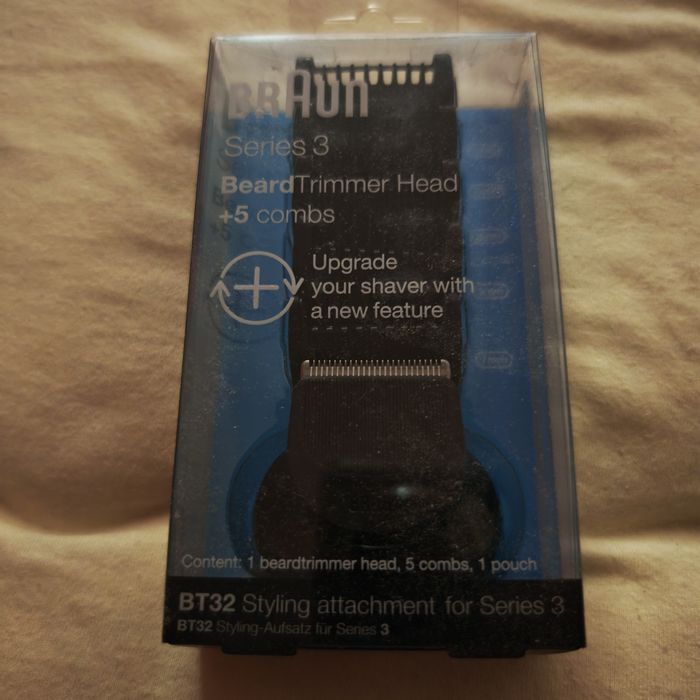 BRAUN
Series 3
BeardTrimmer Head
+5 combs
Upgrade
your shaver with
a new feature
Content: 1 beardtrimmer head, 5 combs, 1 pouch
BT32 Styling attachment for Series 3
BT32 Styling-Aufsatz für Series 3